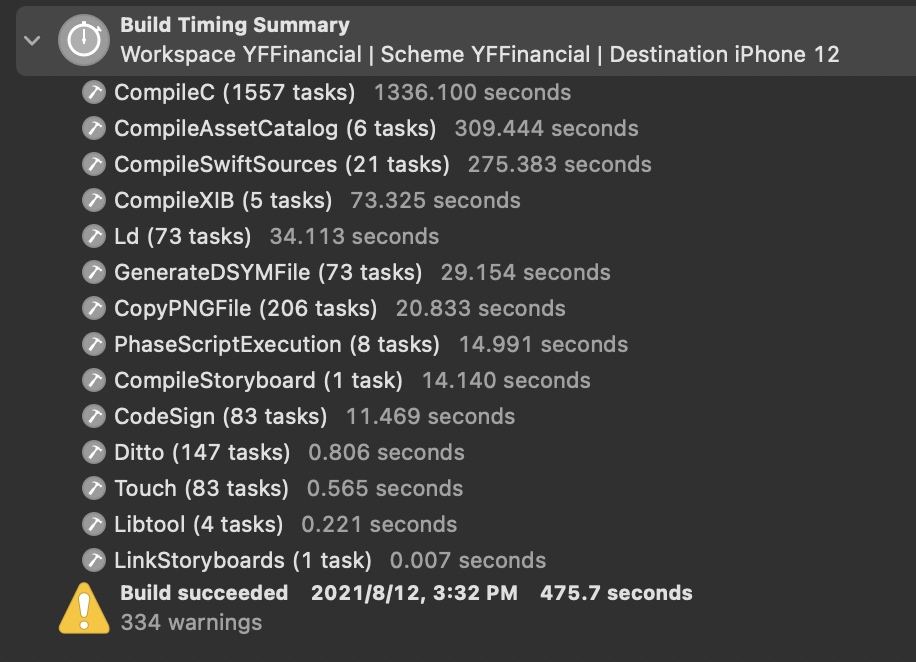 Build Timing Summary
Workspace YFFinancial | Scheme YFFinancial | Destination iPhone 12
CompileC (1557 tasks) 1336.100 seconds
CompileAssetCatalog (6 tasks) 309.444 seconds
CompileSwiftSources (21 tasks) 275.383 seconds
CompileXIB (5 tasks) 73.325 seconds
Ld (73 tasks) 34.113 seconds
GenerateDSYMFile (73 tasks) 29.154 seconds
CopyPNGFile (206 tasks) 20.833 seconds
PhaseScriptExecution (8 tasks) 14.991 seconds
CompileStoryboard (1 task) 14.140 seconds
CodeSign (83 tasks) 11.469 seconds
Ditto (147 tasks) 0.806 seconds
Touch (83 tasks) 0.565 seconds
Libtool (4 tasks) 0.221 seconds
LinkStoryboards (1 task) 0.007 seconds
Build succeeded 2021/8/12, 3:32 PM 475.7 seconds
334 warnings